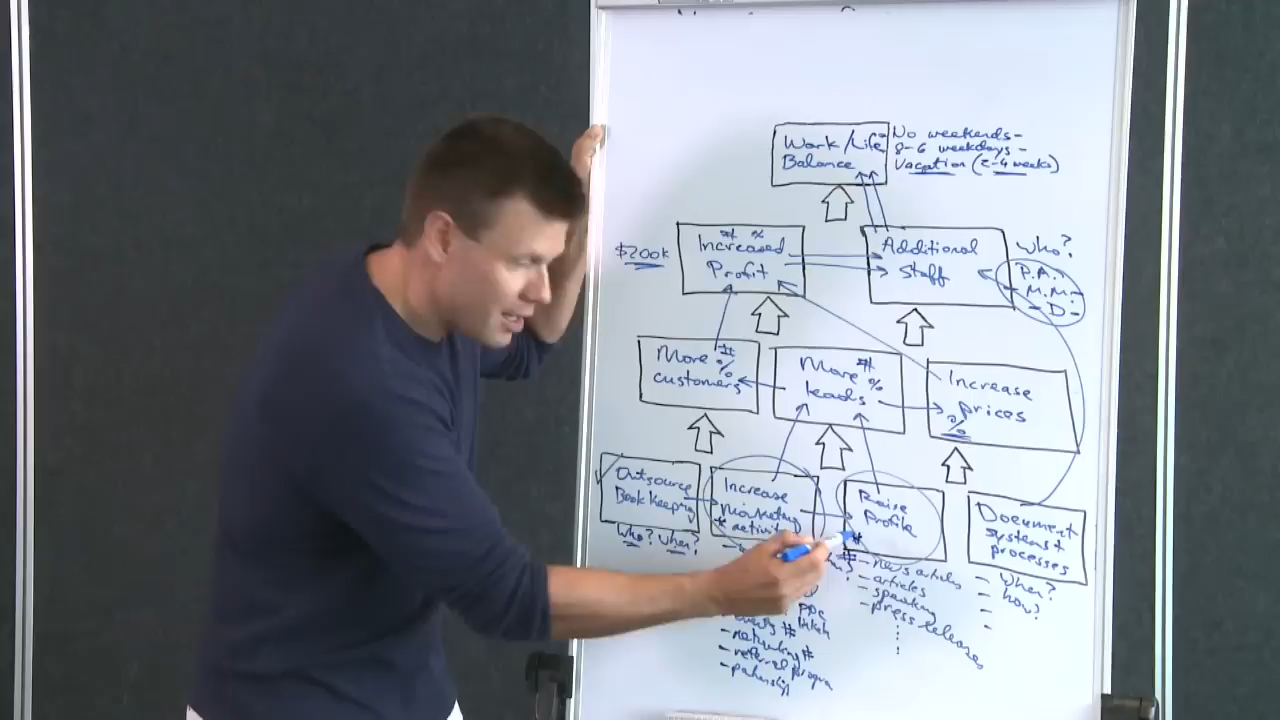 Work/Life
Balance
No weekends-
8-6 weekdays -
Vacation (2-4 weeks)
$200k
# %
Increased
Profit
Additional
Staff
who?
P.A.
- M.M.-
- D -
More #
%
customers
More #
%
leads
Increase
prices
%
Outsource
Book Keeping
who? when?
Increase
Marketing
* activity
Raise
Profile
#
Document
systems +
processes
# - news articles
- articles
- speaking
- press releases
- when?
- how?
PPC
#
- networking #
- referral program
- partnership